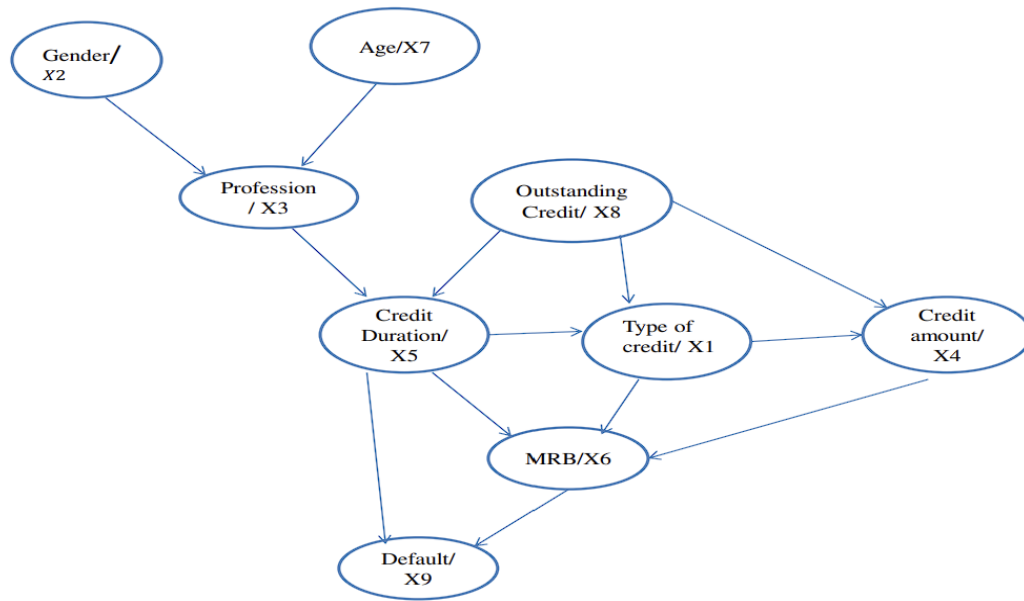 Gender/
X2
Age/X7
Profession
/ X3
Outstanding
Credit/ X8
Credit
Duration/
X5
Type of
credit/ X1
Credit
amount/
X4
MRB/X6
Default/
X9